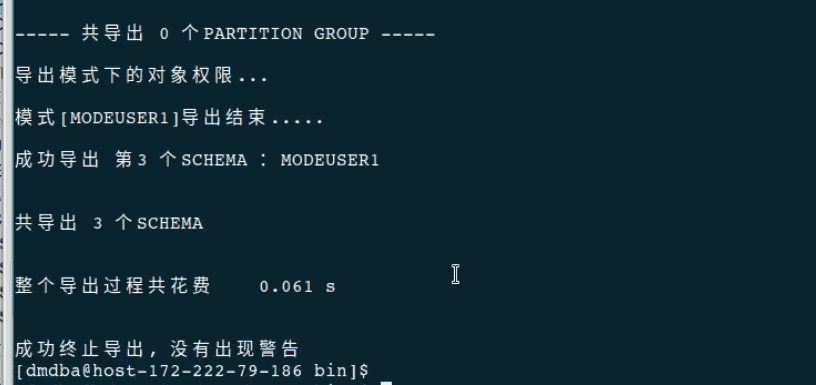 ----- 共导出 0 个PARTITION GROUP -----
导出模式下的对象权限...
模式[MODEUSER1]导出结束.....
成功导出 第3 个SCHEMA : MODEUSER1
共导出 3 个SCHEMA
整个导出过程共花费 0.061 s
成功终止导出, 没有出现警告
[dmdba@host-172-222-79-186 bin]$